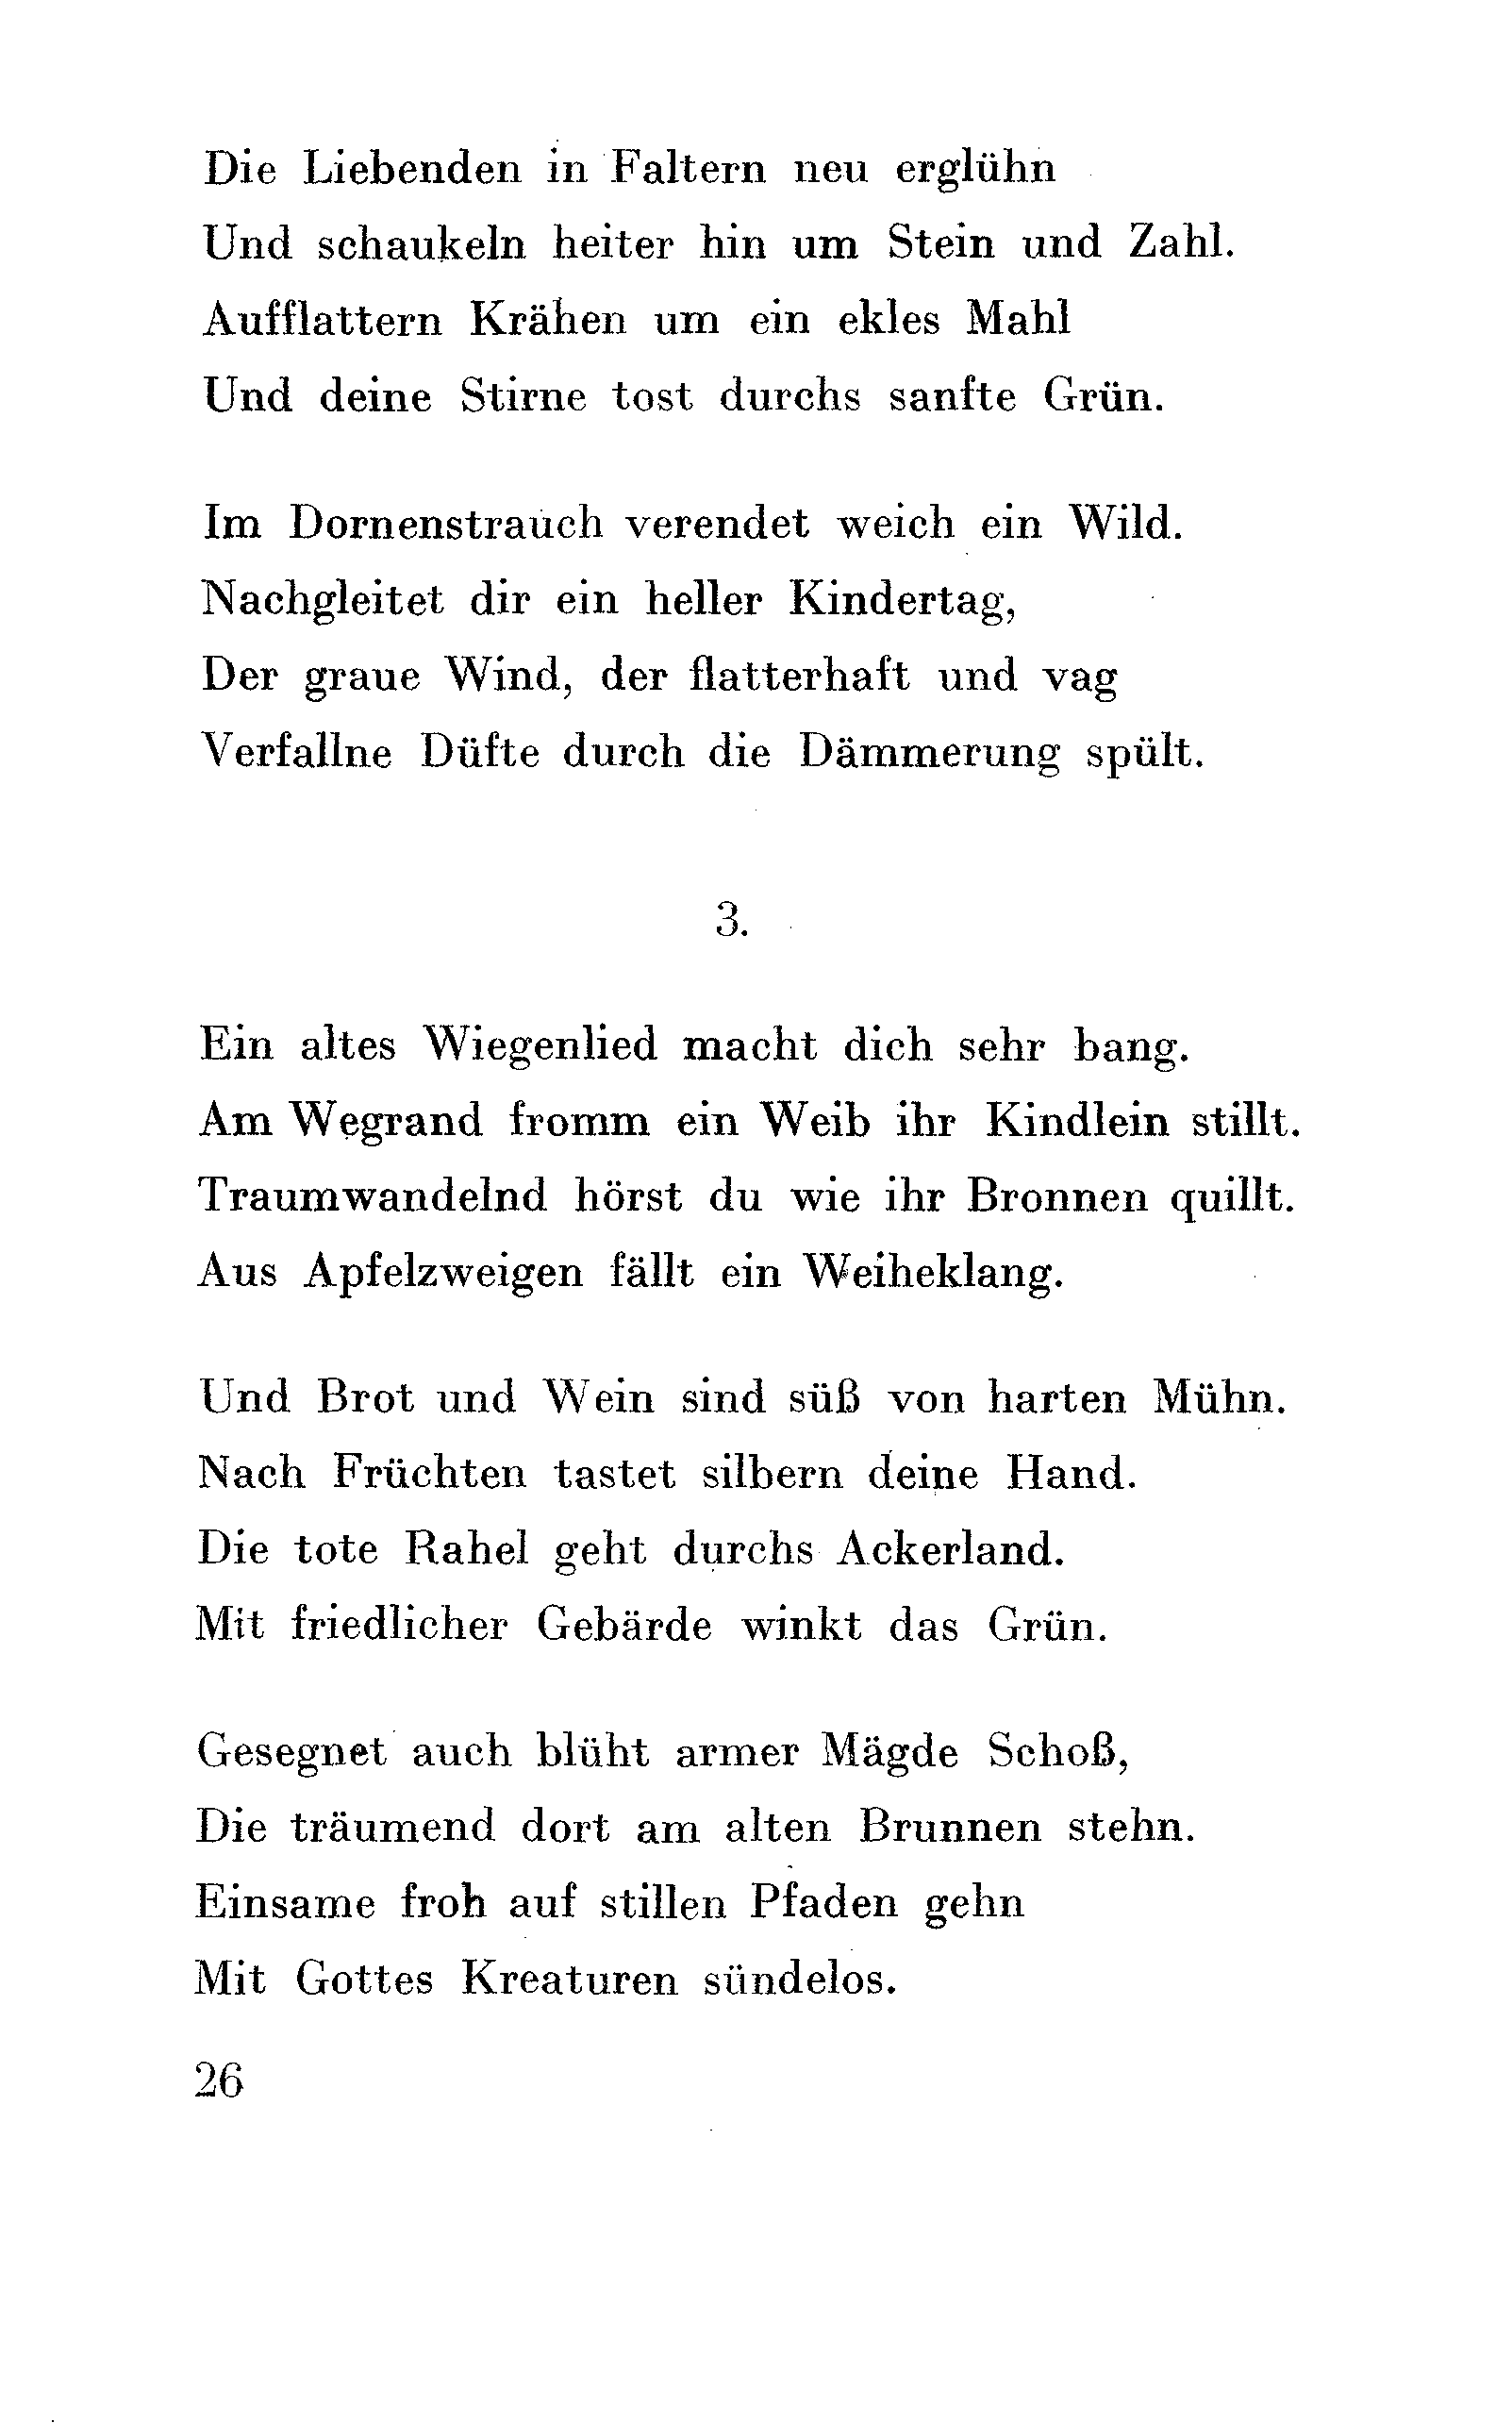 Die Liebenden in Faltern neu erglühn
Und schaukeln heiter hin um Stein und Zahl.
Aufflattern Krähen um ein ekles Mahl
Und deine Stirne tost durchs sanfte Grün.
Im Dornenstrauch verendet weich ein Wild.
Nachgleitet dir ein heller Kindertag,
Der graue Wind, der flatterhaft und vag
Verfallne Düfte durch die Dämmerung spült.
3.
Ein altes Wiegenlied macht dich sehr bang.
Am Wegrand fromm ein Weib ihr Kindlein stillt.
Traumwandelnd hörst du wie ihr Bronnen quillt.
Aus Apfelzweigen fällt ein Weiheklang.
Und Brot und Wein sind süß von harten Mühn.
Nach Früchten tastet silbern deine Hand.
Die tote Rahel geht durchs Ackerland.
Mit friedlicher Gebärde winkt das Grün.
Gesegnet auch blüht armer Mägde Schoß,
Die träumend dort am alten Brunnen stehn.
Einsame froh auf stillen Pfaden gehn
Mit Gottes Kreaturen sündelos.
26